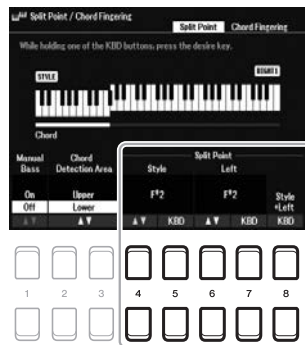 Split Point / Chord Fingering
Split Point Chord Fingering
While holding one of the KBD buttons, press the desire key.
STYLE RIGHT 1
Chord
Manual Bass
Chord Detection Area
Split Point
Style Left
On Upper F#2 F#2 Style +Left
Off Lower
▲▼ ▲▼ ▲▼ KBD ▲▼ KBD KBD
1 2 3 4 5 6 7 8